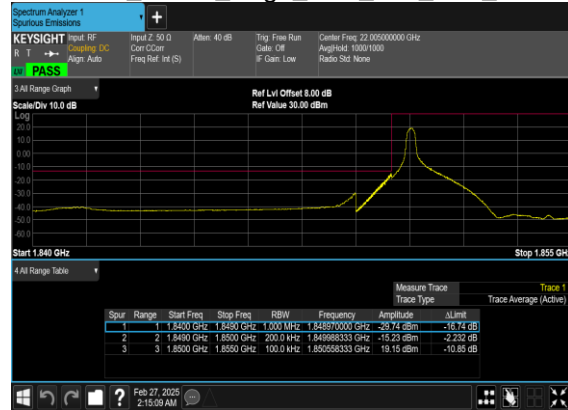 Spectrum Analyzer 1
Spurious Emissions
KEYSIGHT Input: RF Input Z: 50 Ω Atten: 40 dB Trig: Free Run Center Freq: 22.005000000 GHz
R T Coupling: DC Corr CCorr Gate: Off Avg|Hold: 1000/1000
Align: Auto Freq Ref: Int (S) IF Gain: Low Radio Std: None
PASS
3 All Range Graph
Ref Lvl Offset 8.00 dB
Scale/Div 10.0 dB Ref Value 30.00 dBm
Log
20.0
10.0
0.00
-10.0
-20.0
-30.0
-40.0
-50.0
-60.0
Start 1.840 GHz Stop 1.855 GHz
4 All Range Table
Measure Trace Trace 1
Trace Type Trace Average (Active)
Spur Range Start Freq Stop Freq RBW Frequency Amplitude ΔLimit
1 1 1.8400 GHz 1.8490 GHz 1.000 MHz 1.848970000 GHz -29.74 dBm -16.74 dB
2 2 1.8490 GHz 1.8500 GHz 200.0 kHz 1.849988333 GHz -15.23 dBm -2.232 dB
3 3 1.8500 GHz 1.8550 GHz 100.0 kHz 1.850558333 GHz 19.15 dBm -10.85 dB
Feb 27, 2025
2:15:09 AM